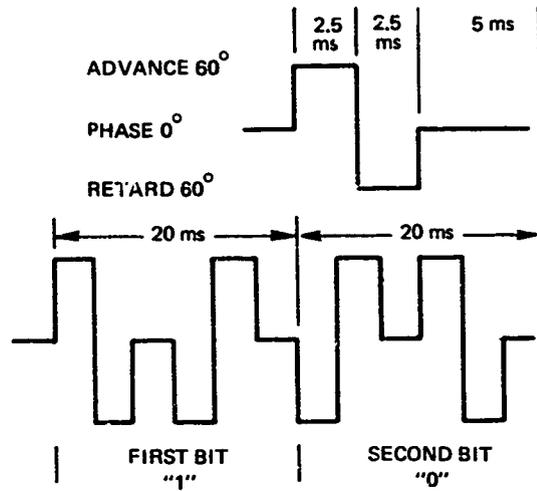 2.5 ms
2.5 ms
5 ms
ADVANCE 60°
PHASE 0°
RETARD 60°
20 ms
20 ms
FIRST BIT
"1"
SECOND BIT
"0"